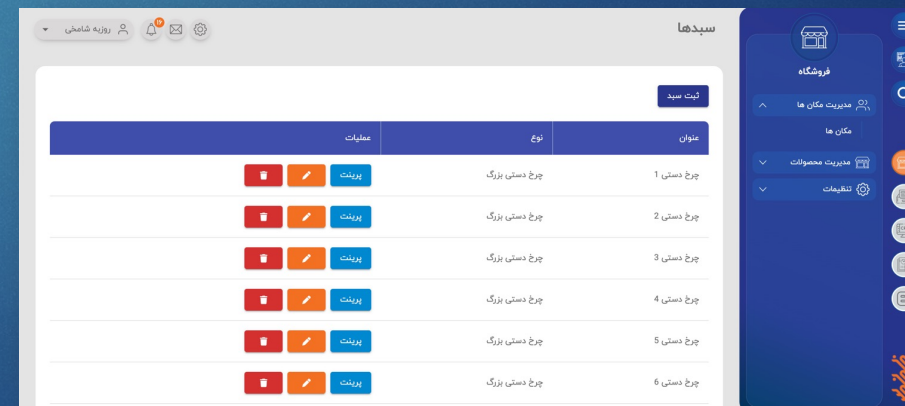 سبدها
۱۶
روزبه شامخی
فروشگاه
مدیریت مکان ها
مکان ها
مدیریت محصولات
تنظیمات
ثبت سبد
عنوان نوع عملیات
چرخ دستی 1 چرخ دستی بزرگ پرینت
چرخ دستی 2 چرخ دستی بزرگ پرینت
چرخ دستی 3 چرخ دستی بزرگ پرینت
چرخ دستی 4 چرخ دستی بزرگ پرینت
چرخ دستی 5 چرخ دستی بزرگ پرینت
چرخ دستی 6 چرخ دستی بزرگ پرینت